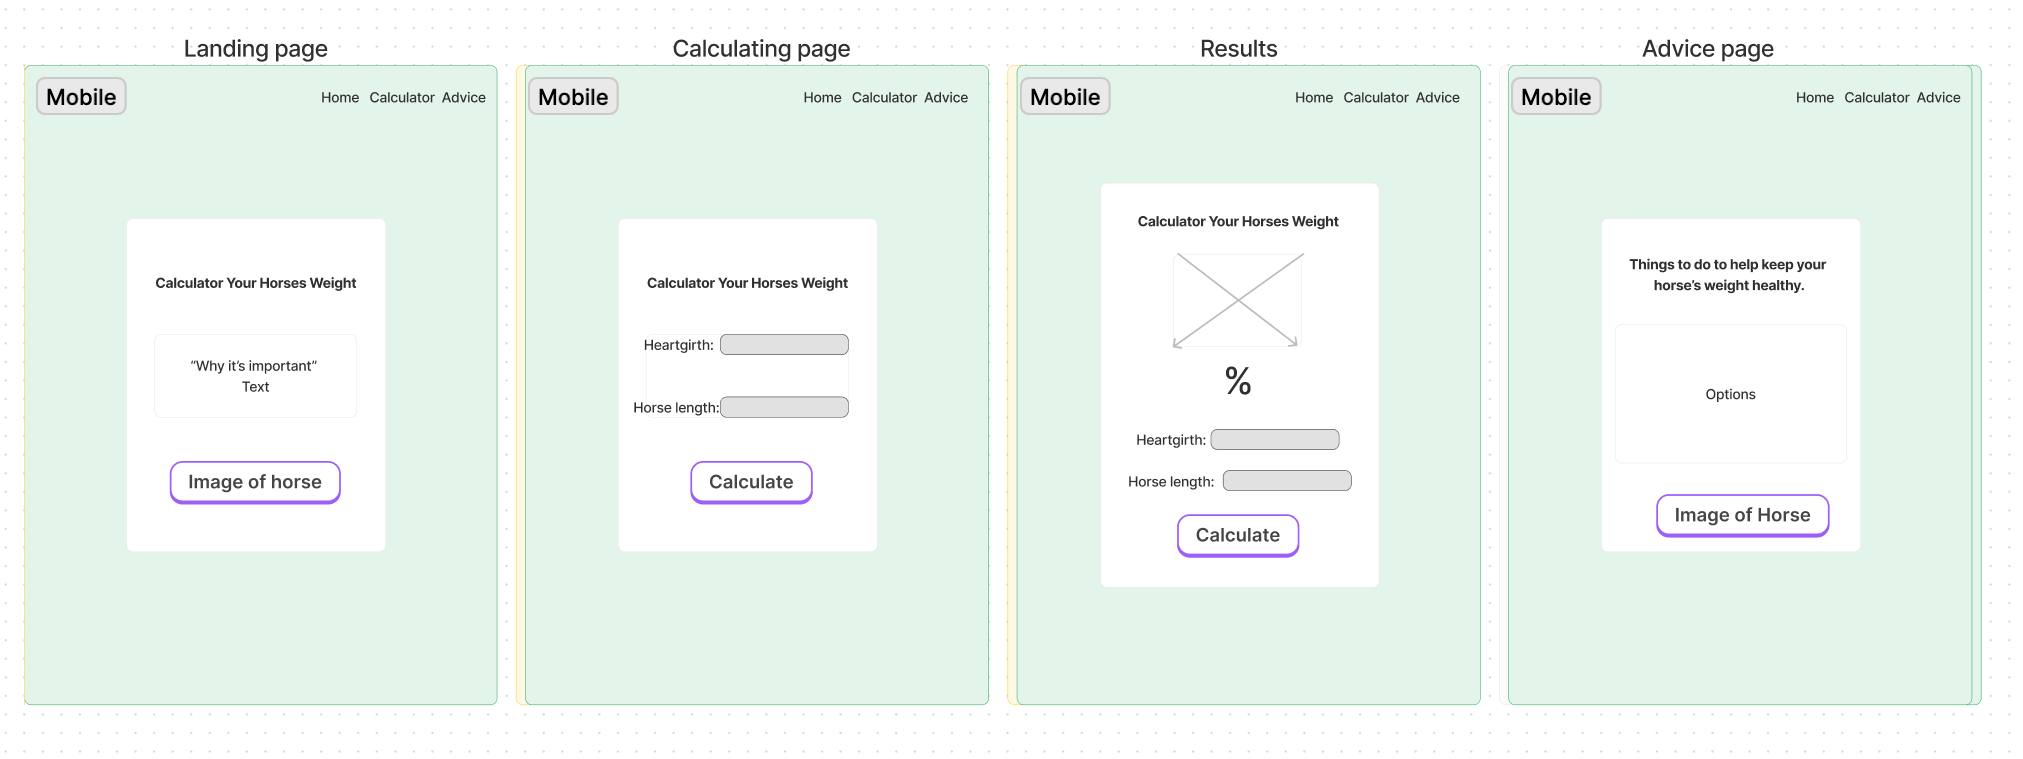 Landing page
Mobile
Home Calculator Advice
Calculator Your Horses Weight
“Why it’s important”
Text
Image of horse
Calculating page
Mobile
Home Calculator Advice
Calculator Your Horses Weight
Heartgirth:
Horse length:
Calculate
Results
Mobile
Home Calculator Advice
Calculator Your Horses Weight
%
Heartgirth:
Horse length:
Calculate
Advice page
Mobile
Home Calculator Advice
Things to do to help keep your
horse’s weight healthy.
Options
Image of Horse